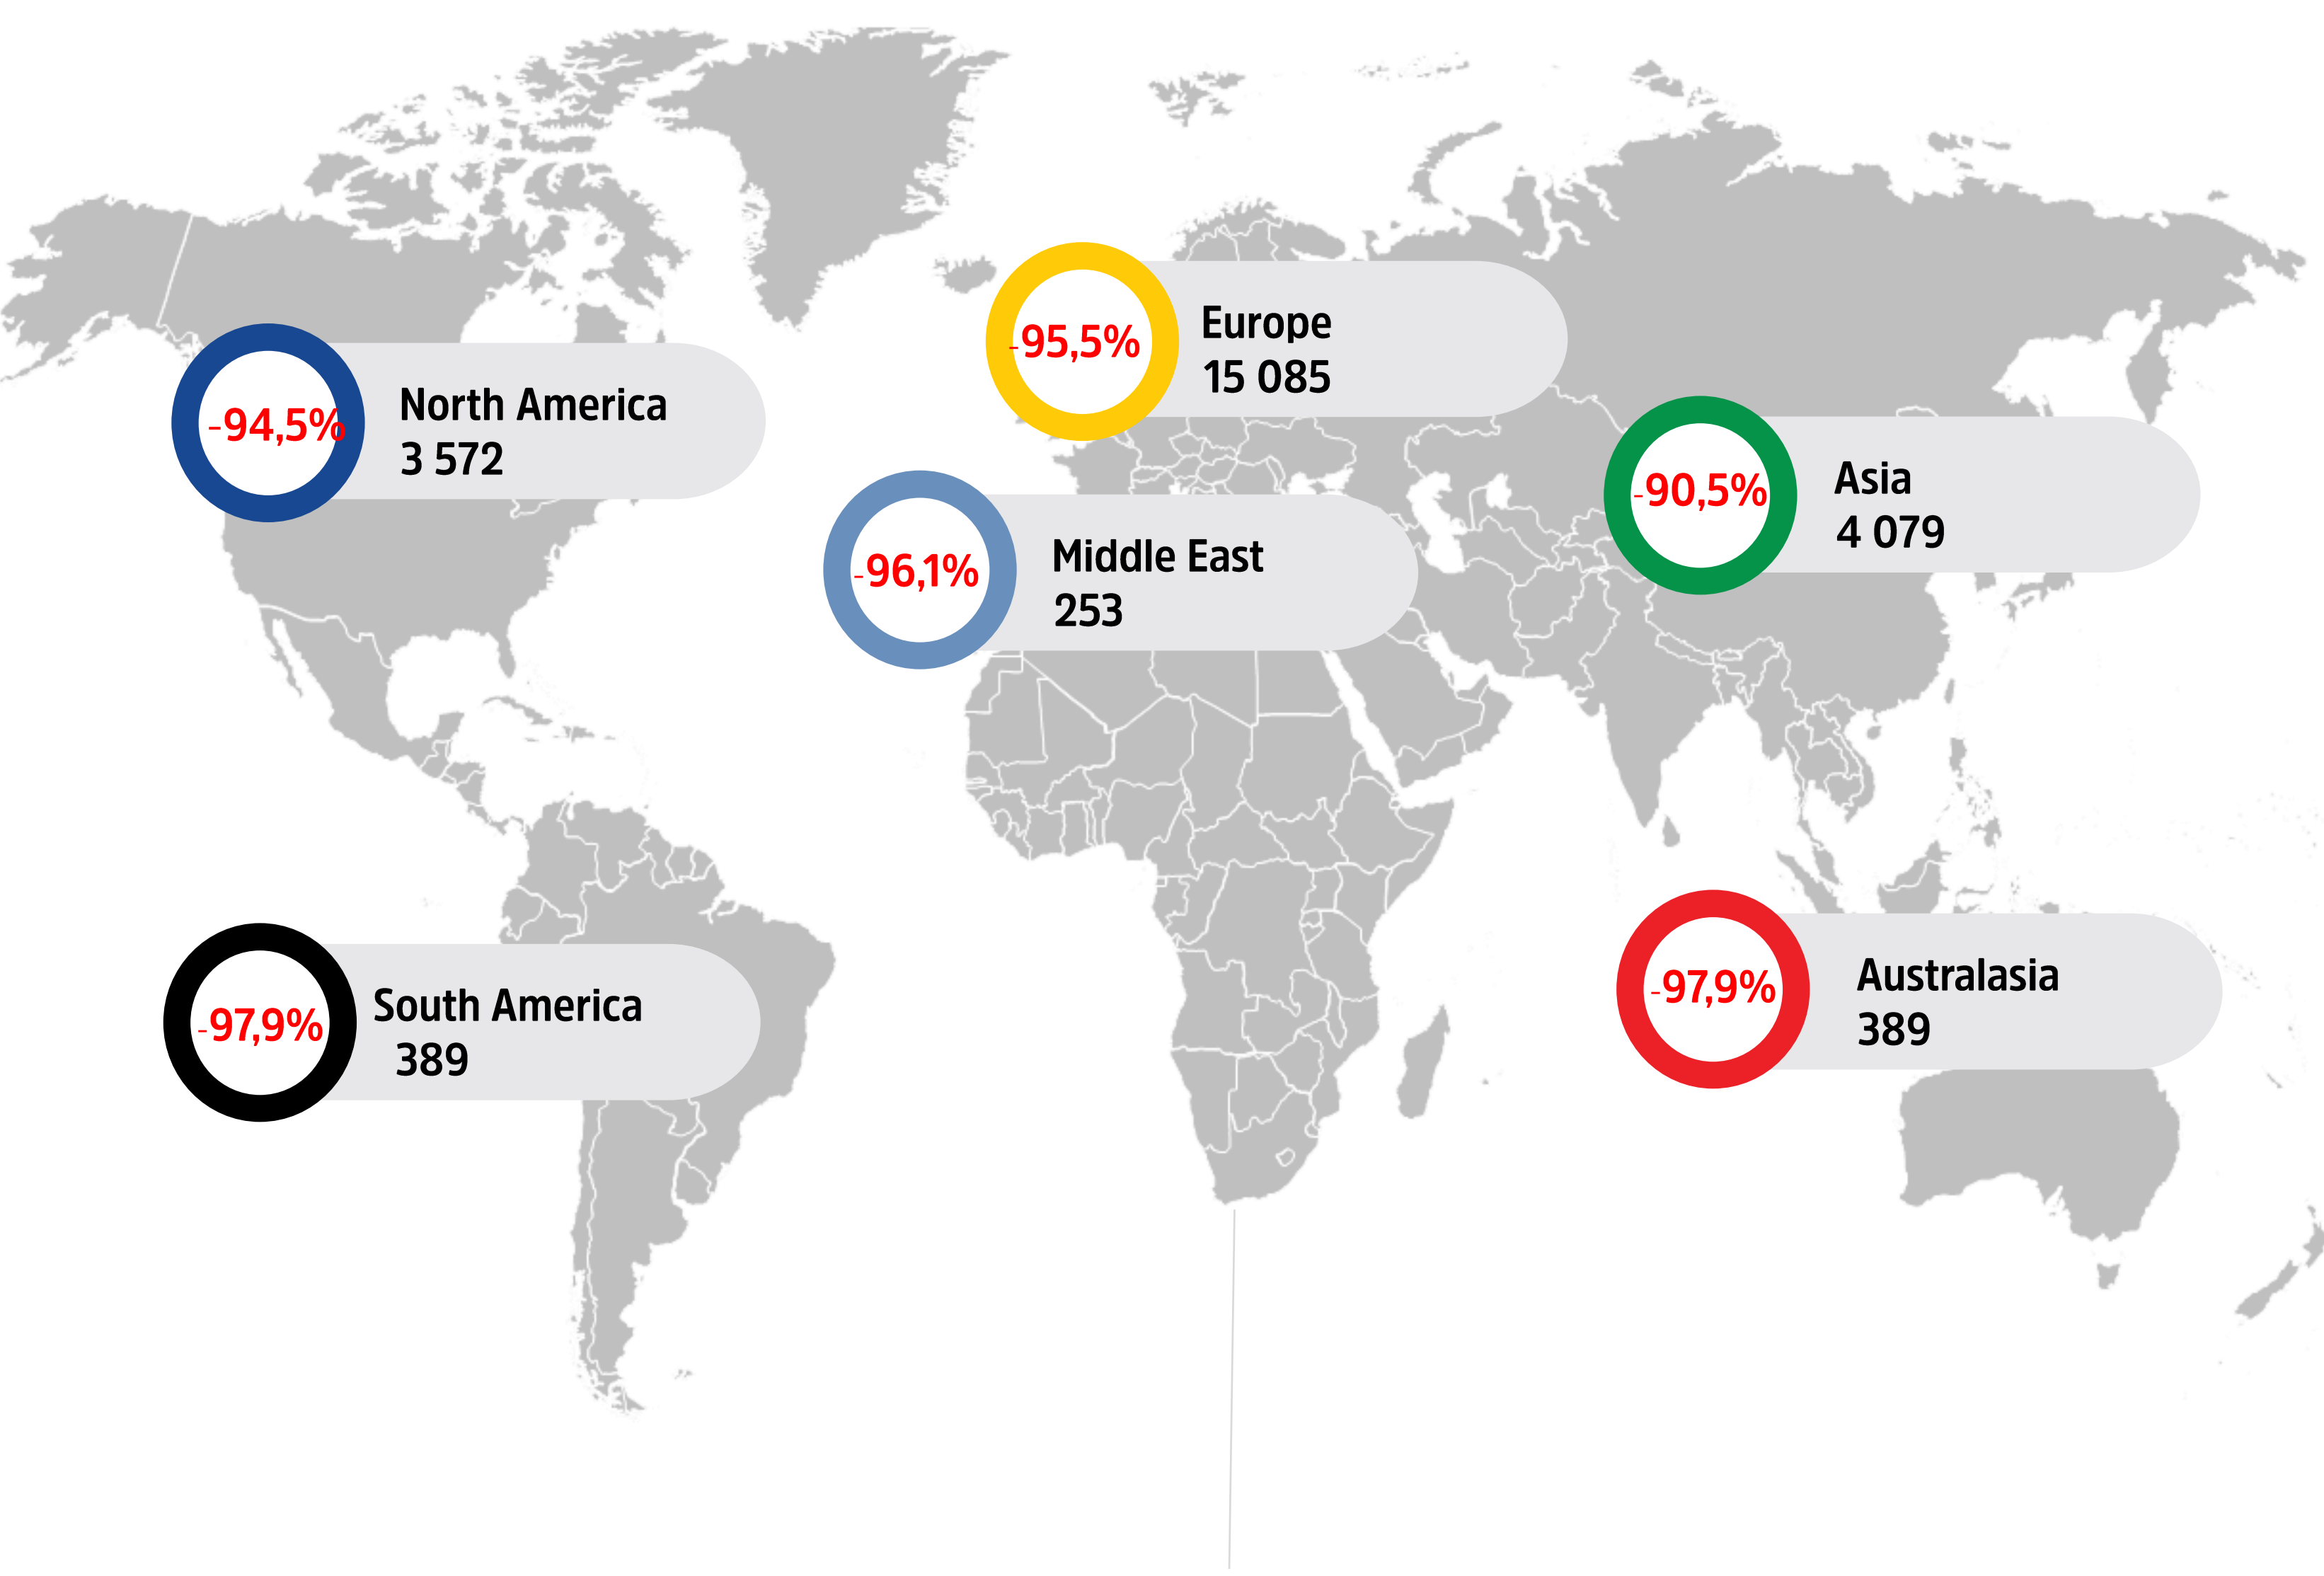 -95,5%
Europe
15 085
-94,5%
North America
3 572
-90,5%
Asia
4 079
-96,1%
Middle East
253
-97,9%
South America
389
-97,9%
Australasia
389